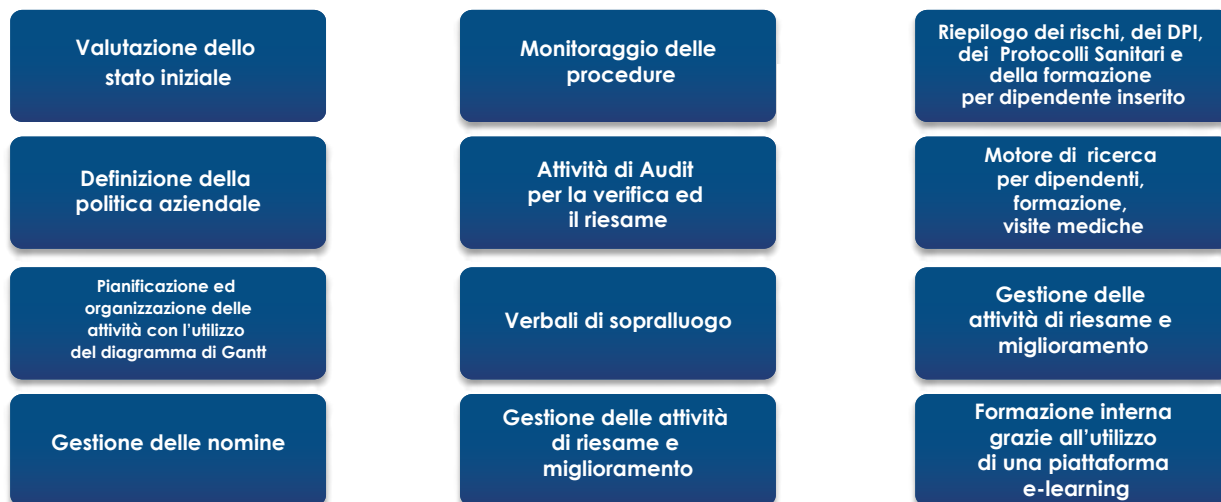 Valutazione dello
stato iniziale
Monitoraggio delle
procedure
Riepilogo dei rischi, dei DPI,
dei Protocolli Sanitari e
della formazione
per dipendente inserito
Definizione della
politica aziendale
Attività di Audit
per la verifica ed
il riesame
Motore di ricerca
per dipendenti,
formazione,
visite mediche
Pianificazione ed
organizzazione delle
attività con l'utilizzo
del diagramma di Gantt
Verbali di sopralluogo
Gestione delle
attività di riesame e
miglioramento
Gestione delle nomine
Gestione delle attività
di riesame e
miglioramento
Formazione interna
grazie all'utilizzo
di una piattaforma
e-learning